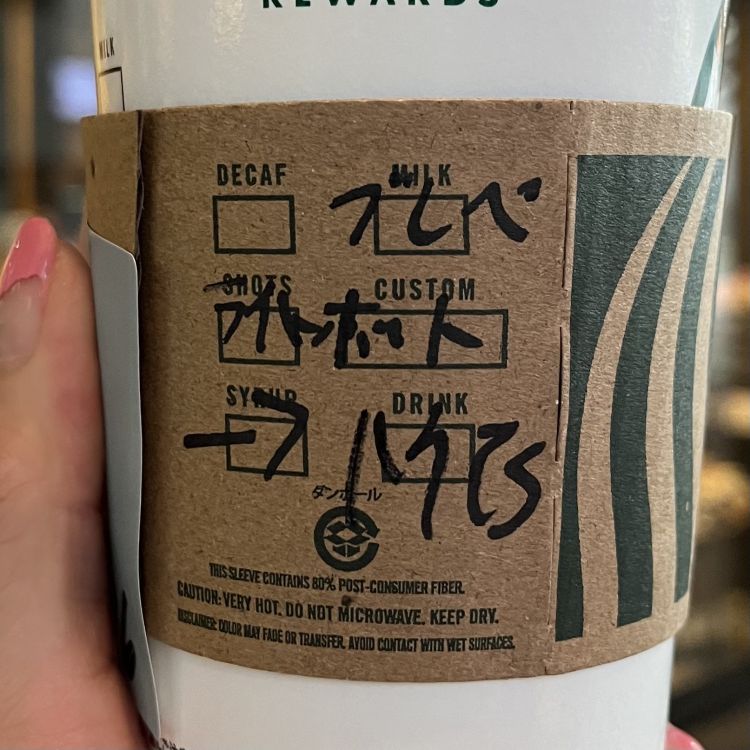 REWARDS
MILK
DECAF MILK
ブレベ
SHOTS CUSTOM
ホット
SYRUP DRINK
ダンボール
THIS SLEEVE CONTAINS 80% POST-CONSUMER FIBER.
CAUTION: VERY HOT. DO NOT MICROWAVE. KEEP DRY.
DISCLAIMER: COLOR MAY FADE OR TRANSFER. AVOID CONTACT WITH WET SURFACES.